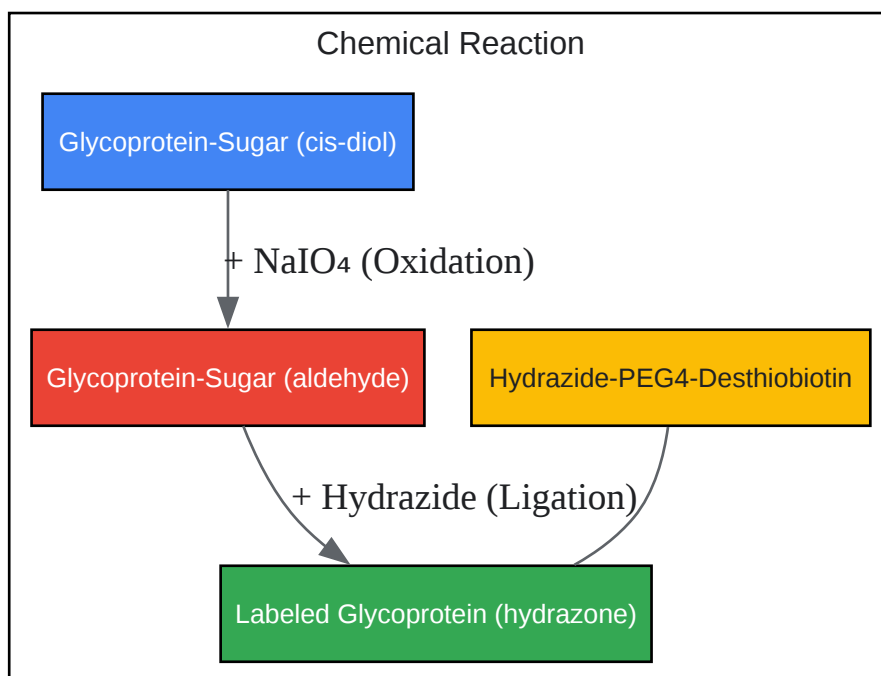 Chemical Reaction
Glycoprotein-Sugar (cis-diol)
+ NaIO₄ (Oxidation)
Glycoprotein-Sugar (aldehyde)
Hydrazide-PEG4-Desthiobiotin
+ Hydrazide (Ligation)
Labeled Glycoprotein (hydrazone)